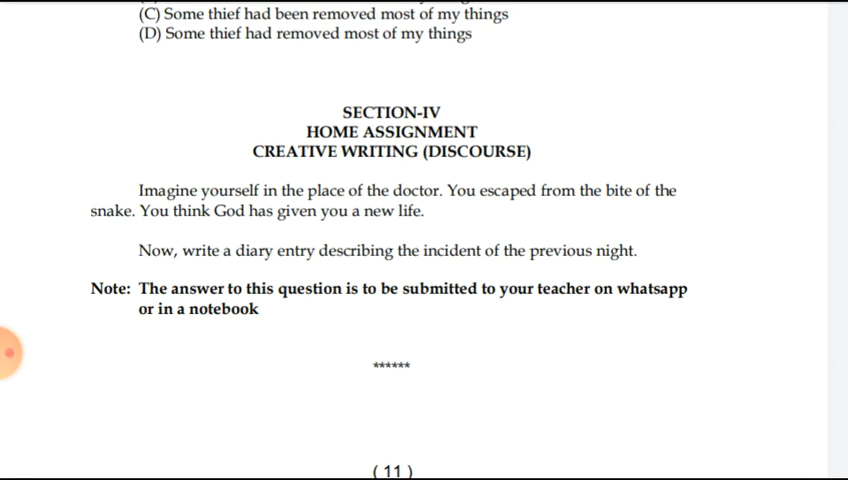 (C) Some thief had been removed most of my things
(D) Some thief had removed most of my things
SECTION-IV
HOME ASSIGNMENT
CREATIVE WRITING (DISCOURSE)
Imagine yourself in the place of the doctor. You escaped from the bite of the
snake. You think God has given you a new life.
Now, write a diary entry describing the incident of the previous night.
Note: The answer to this question is to be submitted to your teacher on whatsapp
or in a notebook
******
( 11 )